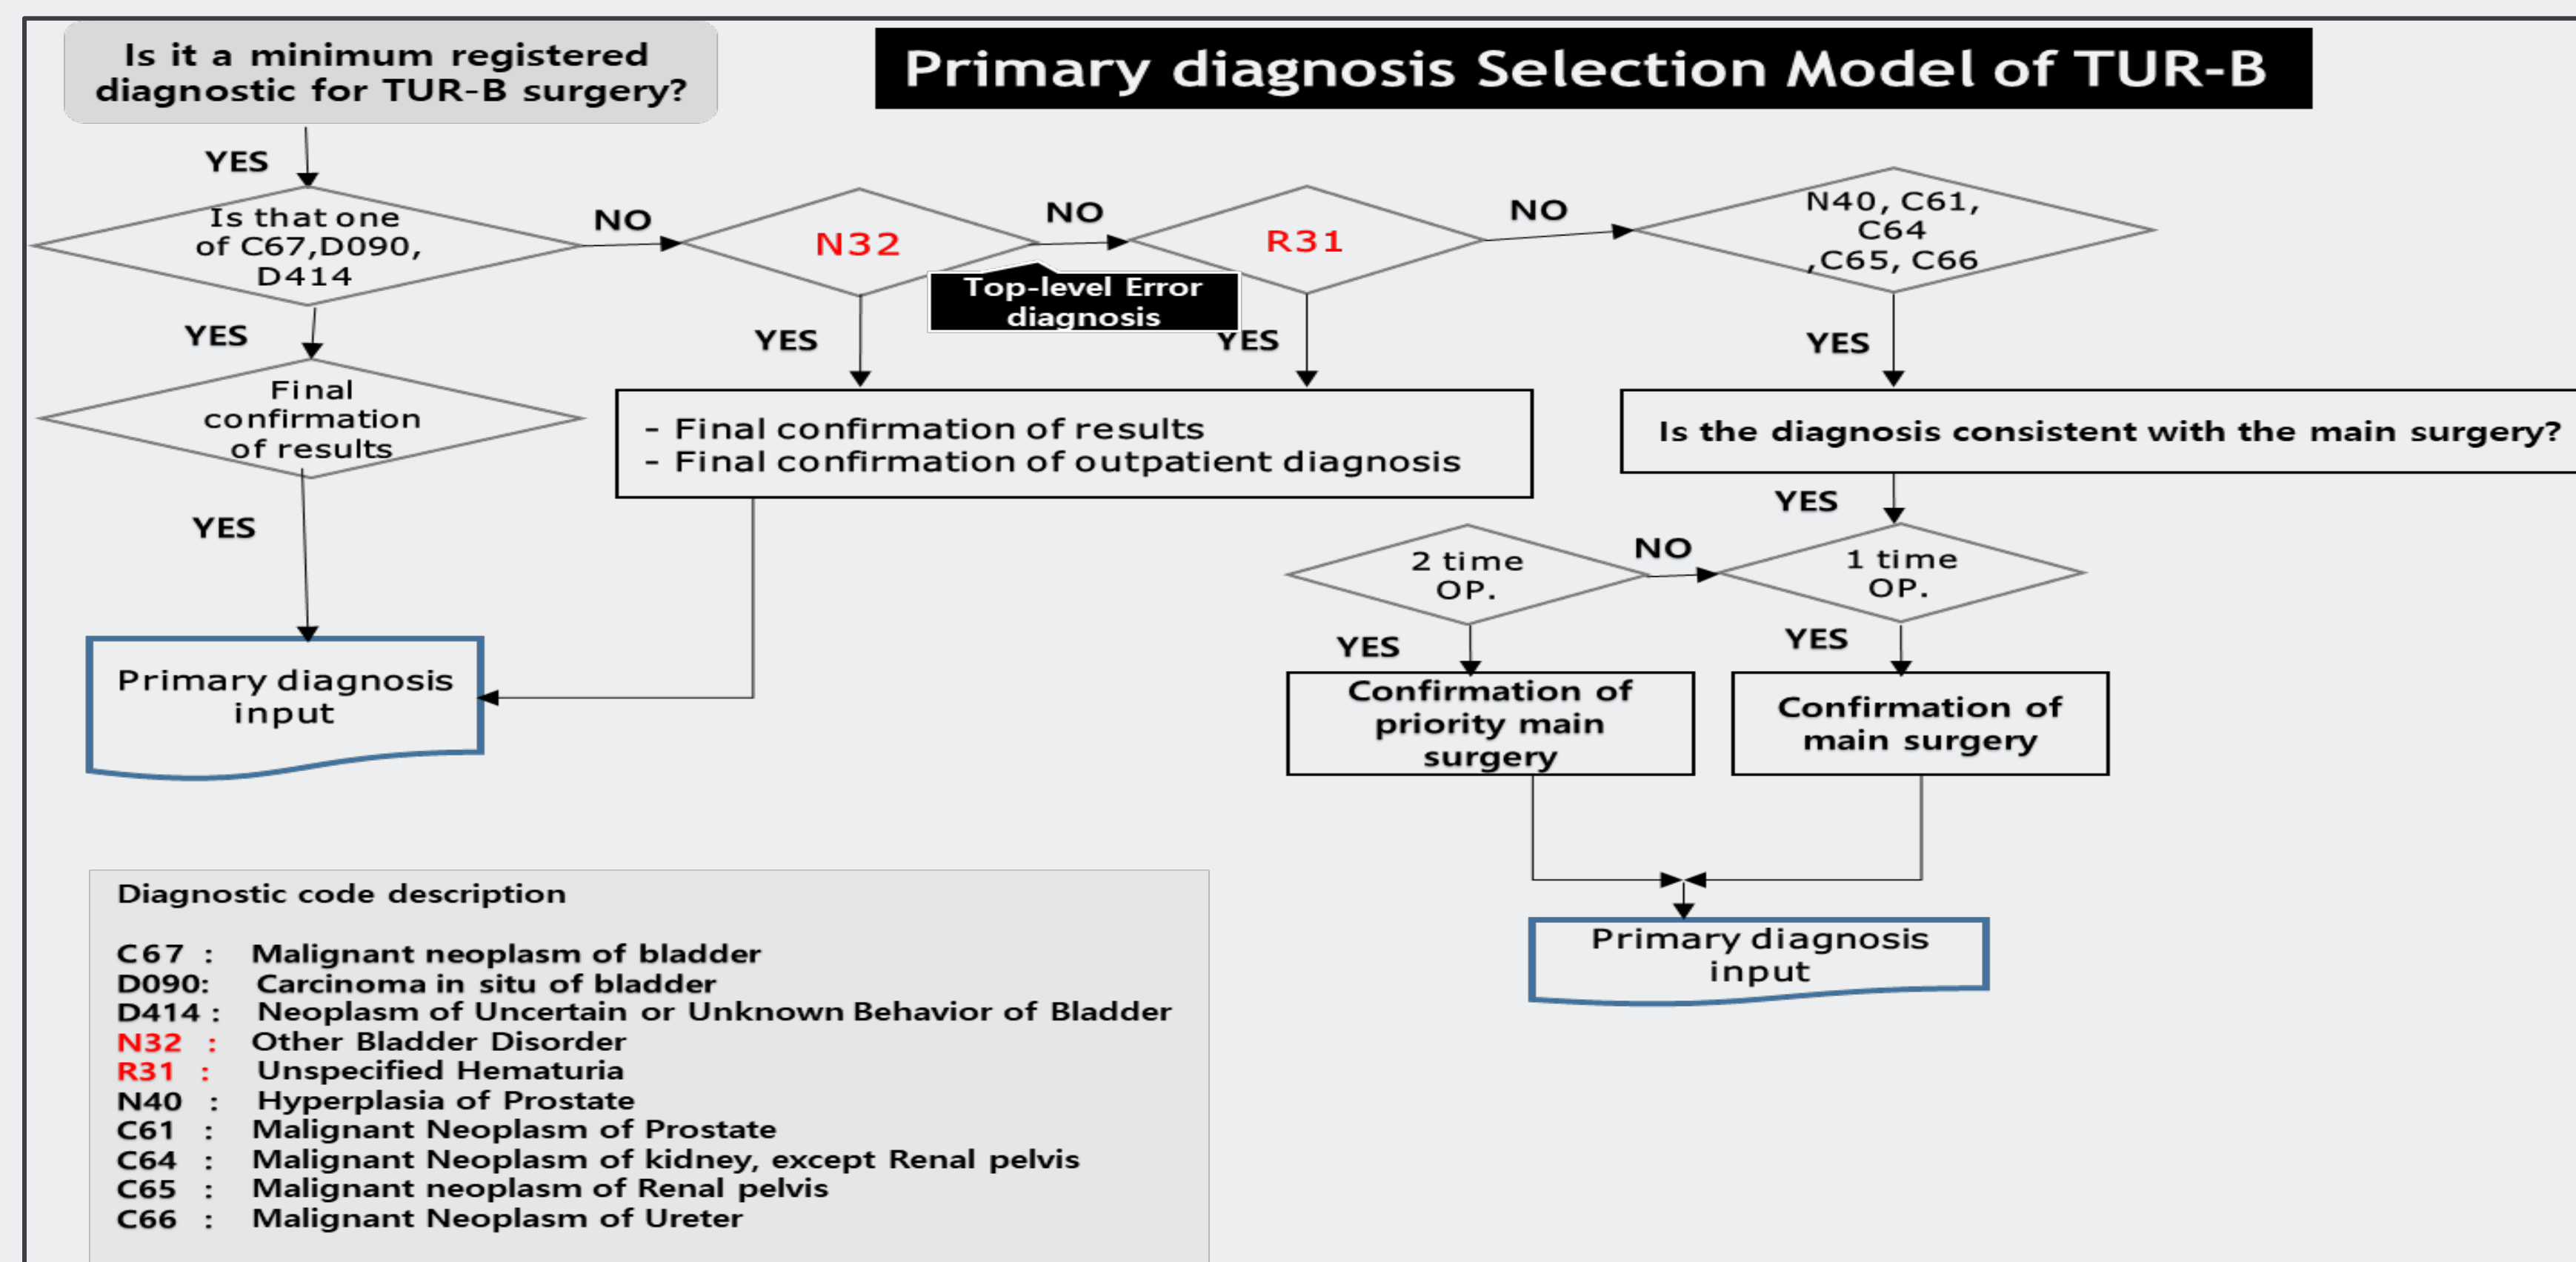 Is it a minimum registered
diagnostic for TUR-B surgery?
Primary diagnosis Selection Model of TUR-B
YES
Is that one
of C67,D090,
D414
NO
N32
NO
R31
NO
N40, C61,
C64
,C65, C66
Top-level Error
diagnosis
YES
YES
YES
YES
Final
confirmation
of results
- Final confirmation of results
- Final confirmation of outpatient diagnosis
Is the diagnosis consistent with the main surgery?
YES
YES
2 time
OP.
NO
1 time
OP.
YES
YES
Primary diagnosis
input
Confirmation of
priority main
surgery
Confirmation of
main surgery
Primary diagnosis
input
Diagnostic code description
C67 : Malignant neoplasm of bladder
D090: Carcinoma in situ of bladder
D414 : Neoplasm of Uncertain or Unknown Behavior of Bladder
N32 : Other Bladder Disorder
R31 : Unspecified Hematuria
N40 : Hyperplasia of Prostate
C61 : Malignant Neoplasm of Prostate
C64 : Malignant Neoplasm of kidney, except Renal pelvis
C65 : Malignant neoplasm of Renal pelvis
C66 : Malignant Neoplasm of Ureter